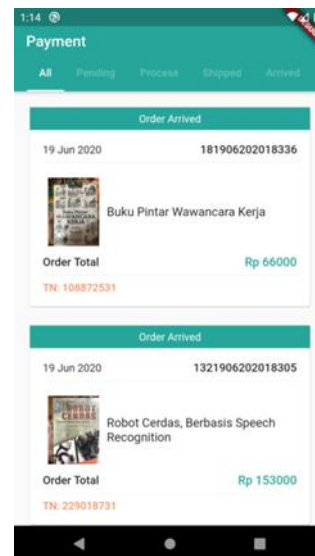 1:14
Payment
All Pending Process Shipped Arrived
Order Arrived
19 Jun 2020 181906202018336
Buku Pintar Wawancara Kerja
Order Total Rp 66000
TN: 108872531
Order Arrived
19 Jun 2020 1321906202018305
ROBOT
CERDAS
Robot Cerdas, Berbasis Speech
Recognition
Order Total Rp 153000
TN: 229018731